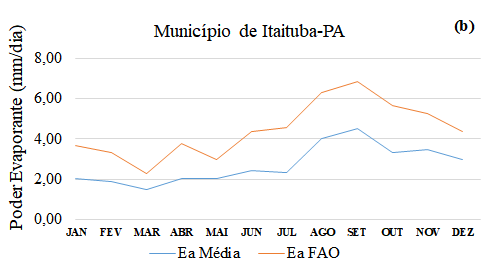 Município de Itaituba-PA
(b)
Poder Evaporante (mm/dia)
8,00
6,00
4,00
2,00
0,00
JAN FEV MAR ABR MAI JUN JUL AGO SET OUT NOV DEZ
Ea Média Ea FAO